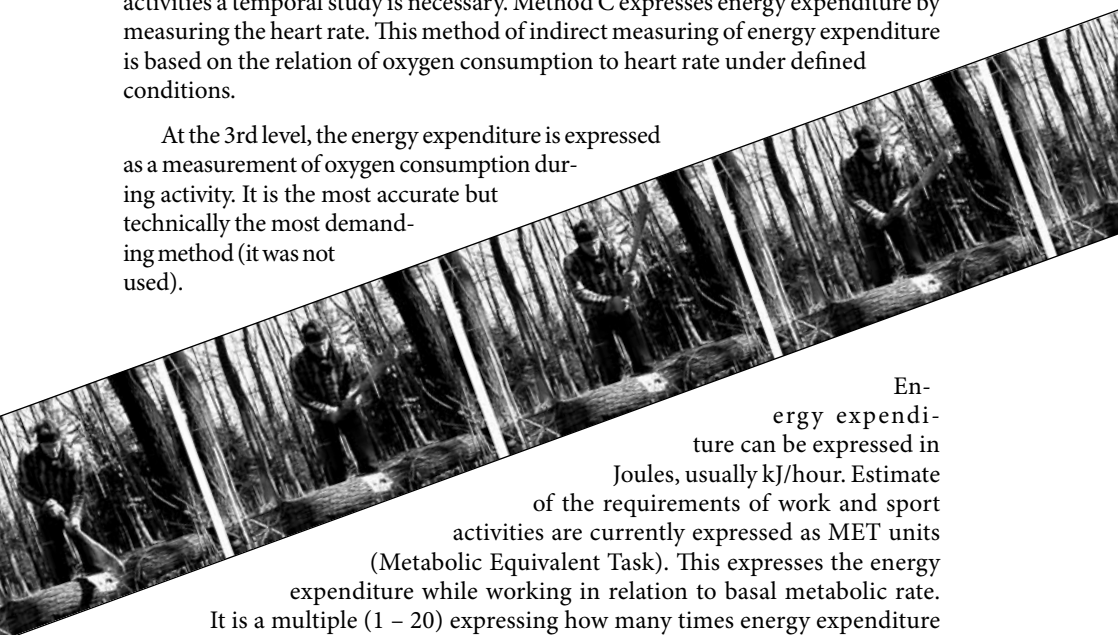 activities a temporal study is necessary. Method C expresses energy expenditure by
measuring the heart rate. This method of indirect measuring of energy expenditure
is based on the relation of oxygen consumption to heart rate under defined
conditions.
At the 3rd level, the energy expenditure is expressed
as a measurement of oxygen consumption dur-
ing activity. It is the most accurate but
technically the most demand-
ing method (it was not
used).
En-
ergy expendi-
ture can be expressed in
Joules, usually kJ/hour. Estimate
of the requirements of work and sport
activities are currently expressed as MET units
(Metabolic Equivalent Task). This expresses the energy
expenditure while working in relation to basal metabolic rate.
It is a multiple (1 – 20) expressing how many times energy expenditure